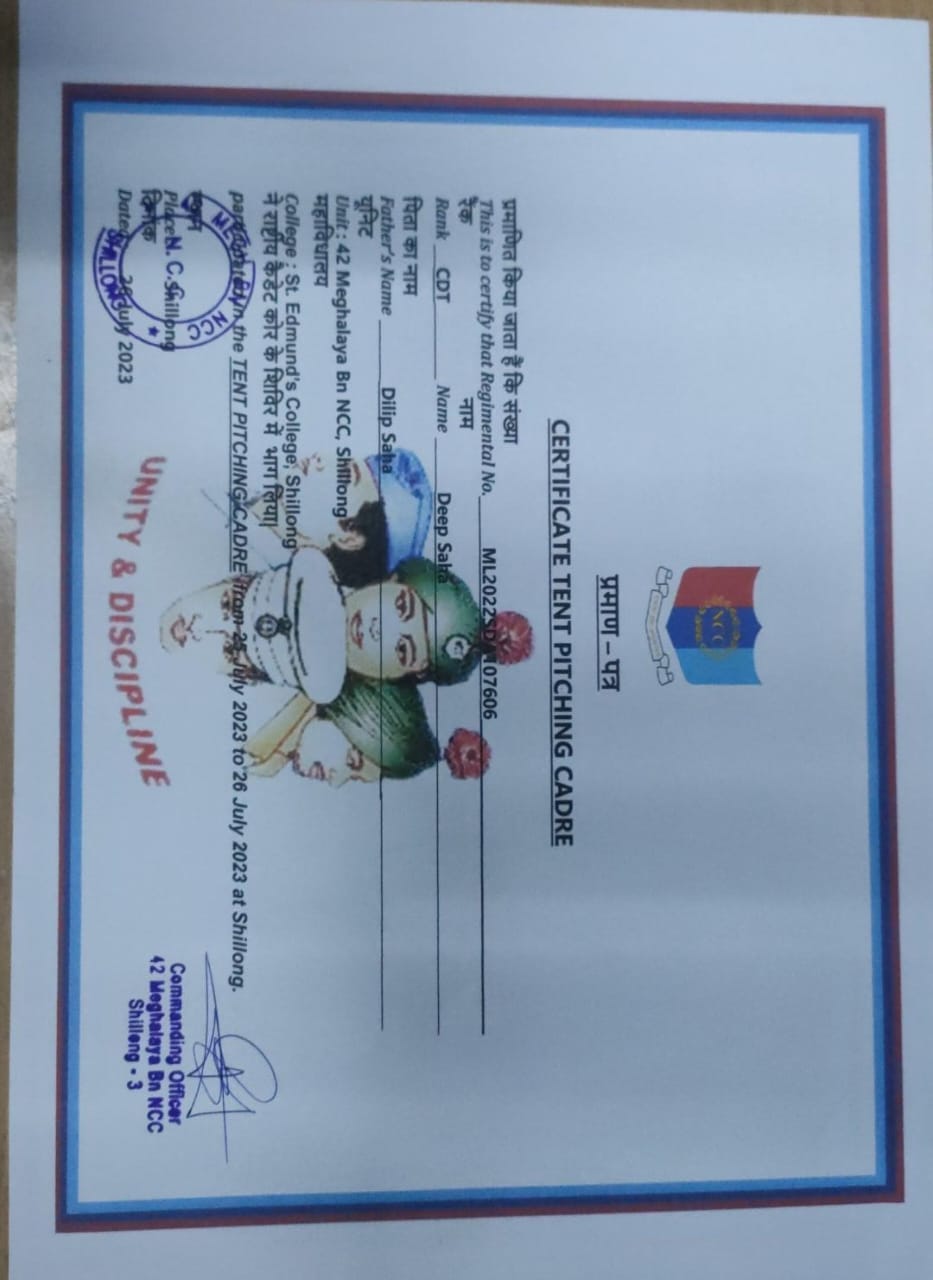 NCC
प्रमाण – पत्र
CERTIFICATE TENT PITCHING CADRE
प्रमाणित किया जाता हैं कि संख्या
This is to certify that Regimental No. ML2022SDA107606
रैंक नाम
Rank CDT Name Deep Saha
पिता का नाम
Father's Name Dilip Saha
यूनिट
Unit : 42 Meghalaya Bn NCC, Shillong
महाविधालय
College : St. Edmund's College, Shillong
ने राष्ट्रीय कैडेट कोर के शिविर में भाग लिया|
participated in the TENT PITCHING CADRE from 25 July 2023 to 26 July 2023 at Shillong.
स्थान
Place : Shillong
दिनांक
Dated : 26 July 2023
MEGH BN NCC
N. C. C.
SHILLONG
UNITY & DISCIPLINE
Commanding Officer
42 Meghalaya Bn NCC
Shillong - 3